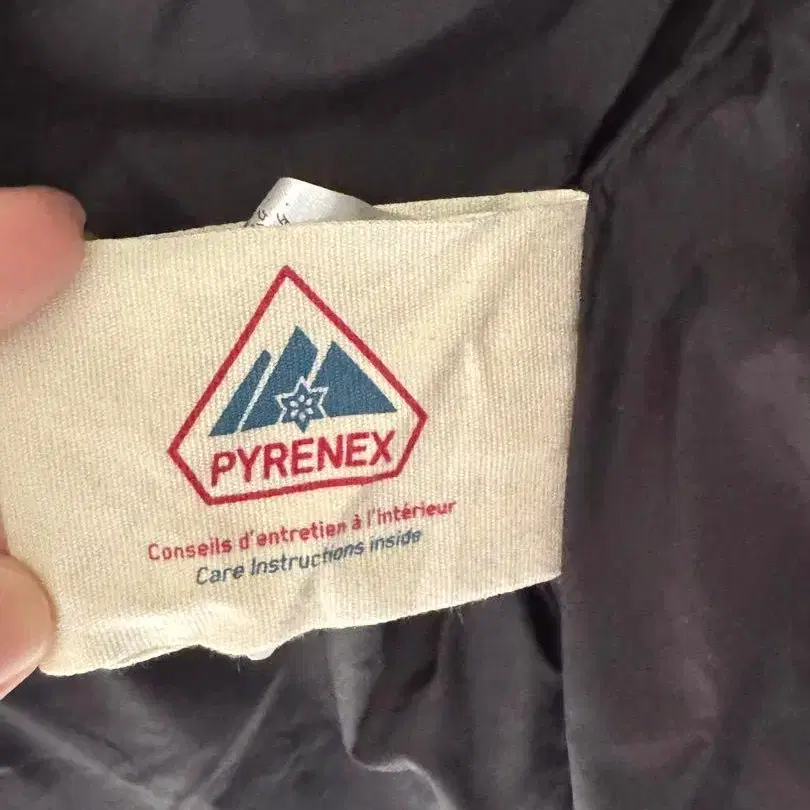 PYRENEX
Conseils d'entretien à l'intérieur
Care Instructions inside